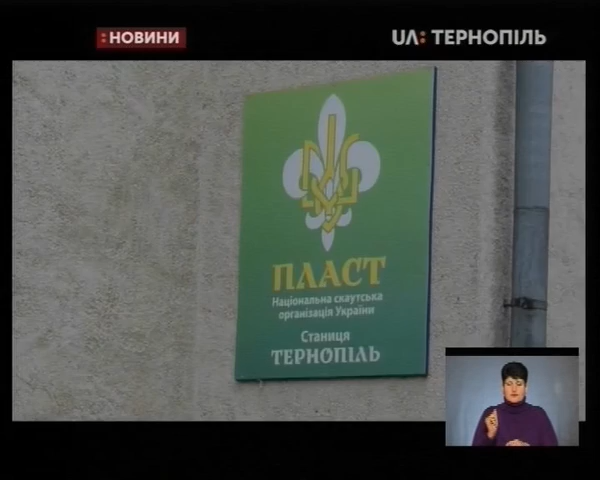 :НОВИНИ
UA: ТЕРНОПІЛЬ
ПЛАСТ
Національна скаутська
організація України
Станиця
ТЕРНОПІЛЬ